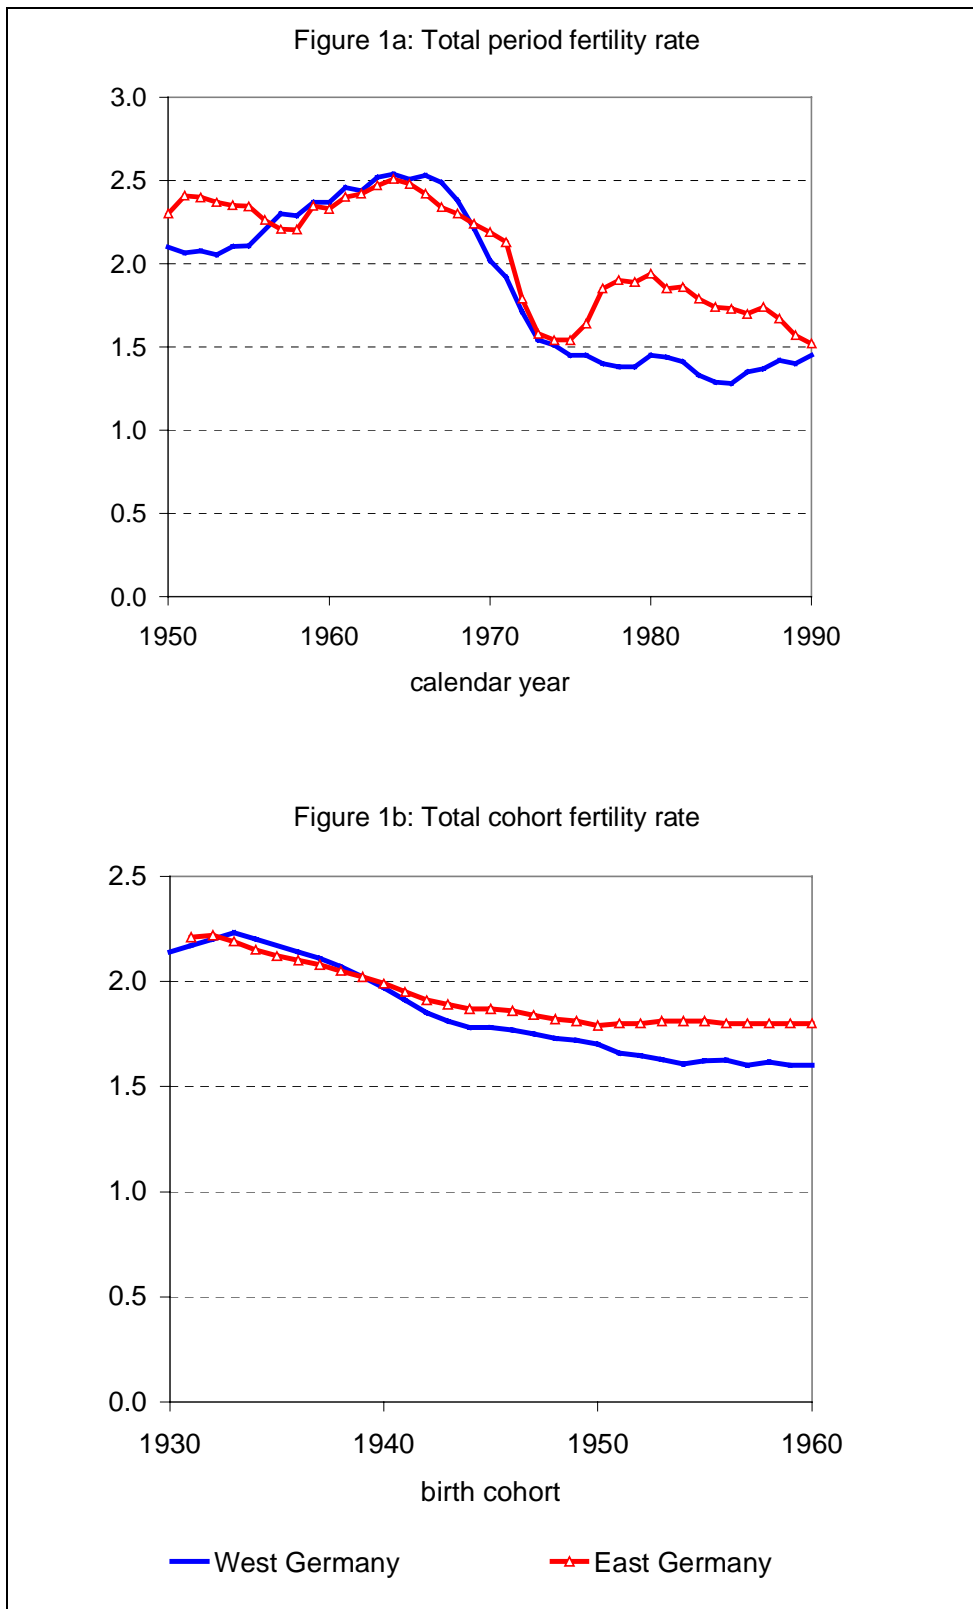 Figure 1a: Total period fertility rate
3.0
2.5
2.0
1.5
1.0
0.5
0.0
1950 1960 1970 1980 1990
calendar year
Figure 1b: Total cohort fertility rate
2.5
2.0
1.5
1.0
0.5
0.0
1930 1940 1950 1960
birth cohort
West Germany East Germany